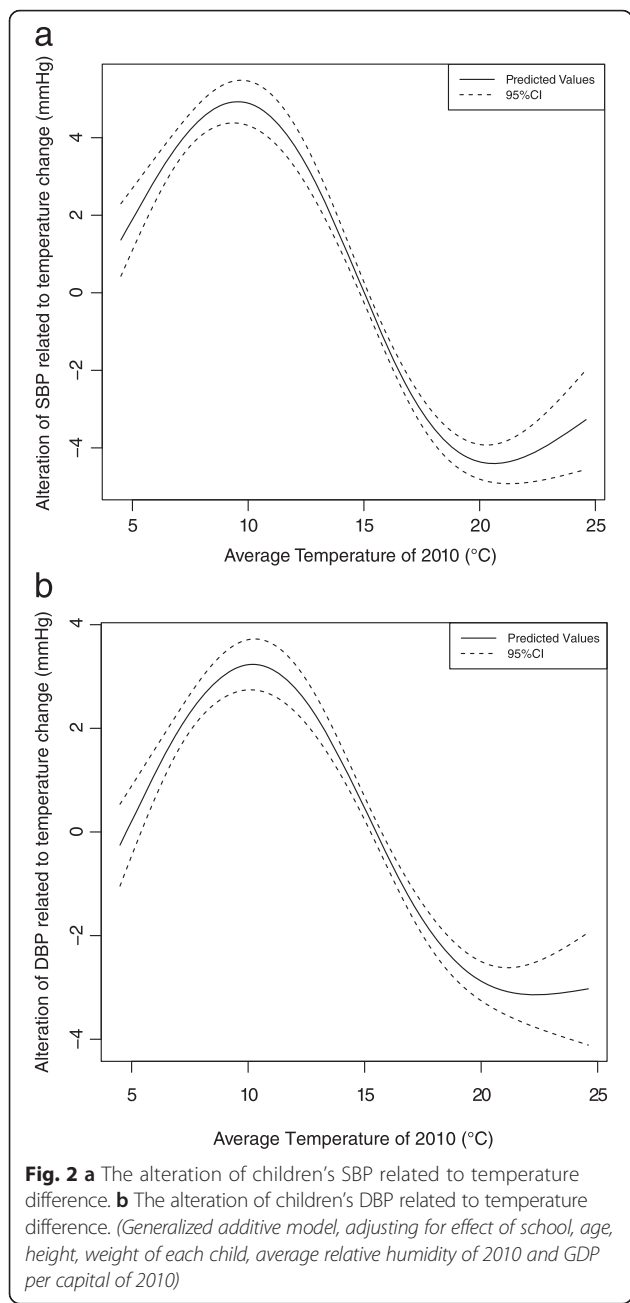 a
Alteration of SBP related to temperature change (mmHg)
Predicted Values
95%CI
4
2
0
−2
−4
5 10 15 20 25
Average Temperature of 2010 (°C)
b
Alteration of DBP related to temperature change (mmHg)
Predicted Values
95%CI
4
2
0
−2
−4
5 10 15 20 25
Average Temperature of 2010 (°C)
Fig. 2 a The alteration of children's SBP related to temperature
difference. b The alteration of children's DBP related to temperature
difference. (Generalized additive model, adjusting for effect of school, age,
height, weight of each child, average relative humidity of 2010 and GDP
per capital of 2010)